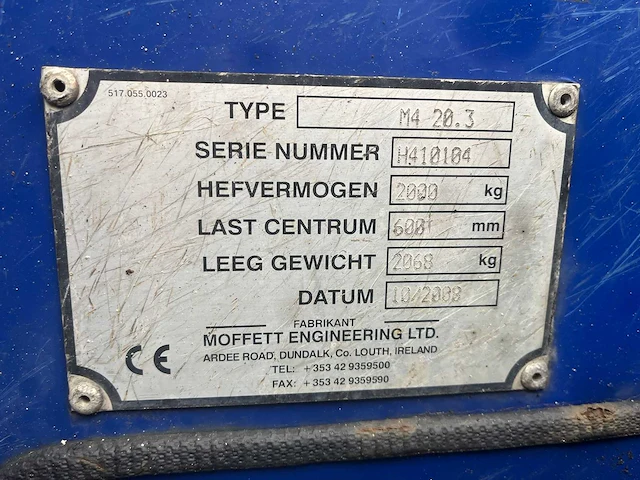 517.055.0023
TYPE M4 20.3
SERIE NUMMER H410104
HEFVERMOGEN 2000 kg
LAST CENTRUM 600 mm
LEEG GEWICHT 2068 kg
DATUM 10/2008
FABRIKANT
MOFFETT ENGINEERING LTD.
ARDEE ROAD, DUNDALK, Co. LOUTH, IRELAND
CE TEL: +353 42 9359500
FAX: +353 42 9359590